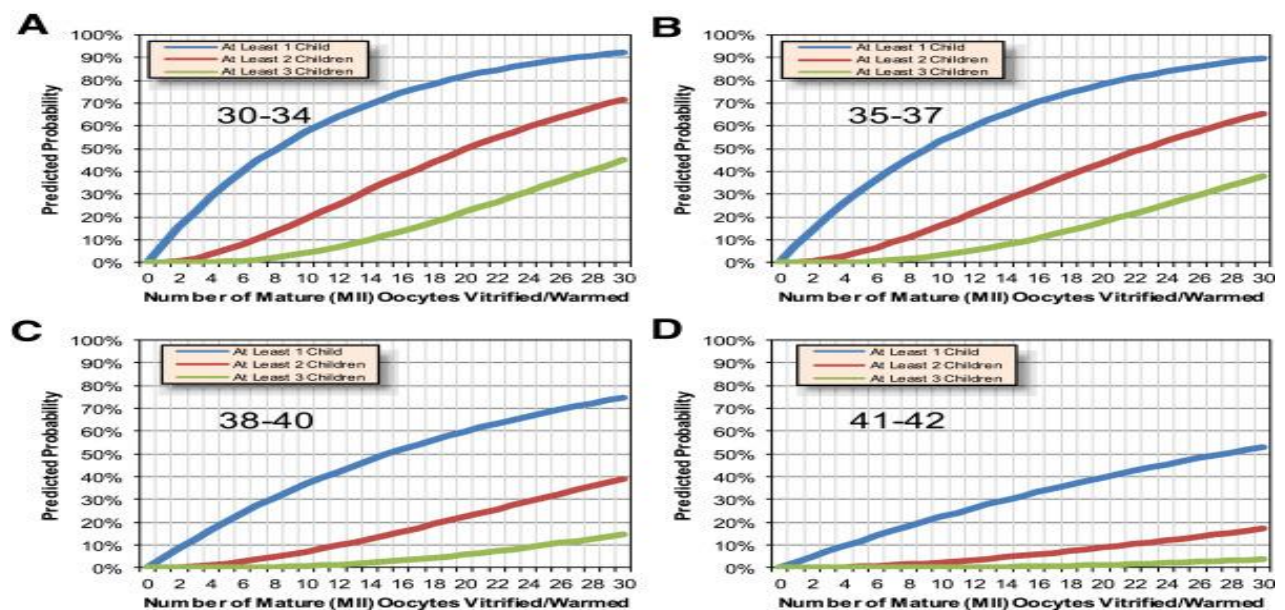 A
Predicted Probability
100%
90%
80%
70%
60%
50%
40%
30%
20%
10%
0%
At Least 1 Child
At Least 2 Children
At Least 3 Children
30-34
0 2 4 6 8 10 12 14 16 18 20 22 24 26 28 30
Number of Mature (MII) Oocytes Vitrified/Warmed
B
Predicted Probability
100%
90%
80%
70%
60%
50%
40%
30%
20%
10%
0%
At Least 1 Child
At Least 2 Children
At Least 3 Children
35-37
0 2 4 6 8 10 12 14 16 18 20 22 24 26 28 30
Number of Mature (MII) Oocytes Vitrified/Warmed
C
Predicted Probability
100%
90%
80%
70%
60%
50%
40%
30%
20%
10%
0%
At Least 1 Child
At Least 2 Children
At Least 3 Children
38-40
0 2 4 6 8 10 12 14 16 18 20 22 24 26 28 30
Number of Mature (MII) Oocytes Vitrified/Warmed
D
Predicted Probability
100%
90%
80%
70%
60%
50%
40%
30%
20%
10%
0%
At Least 1 Child
At Least 2 Children
At Least 3 Children
41-42
0 2 4 6 8 10 12 14 16 18 20 22 24 26 28 30
Number of Mature (MII) Oocytes Vitrified/Warmed